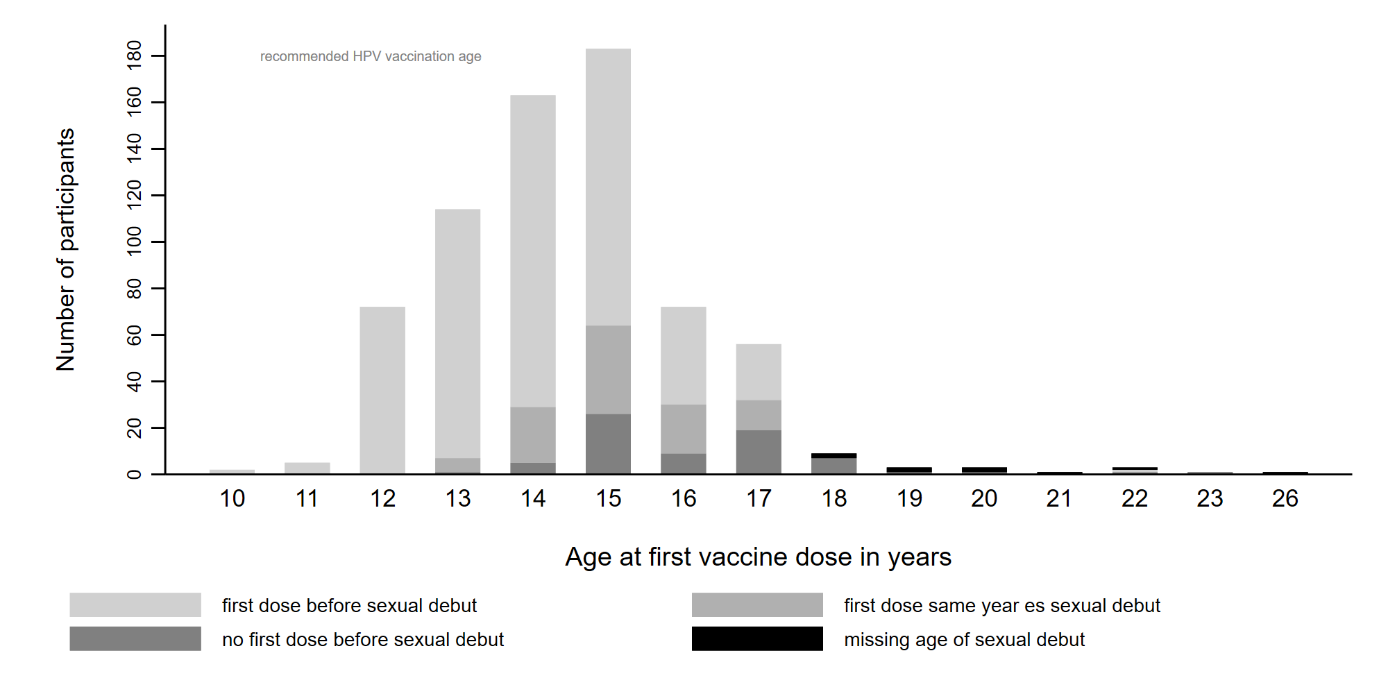 recommended HPV vaccination age
Number of participants
180
160
140
120
100
80
60
40
20
0
10 11 12 13 14 15 16 17 18 19 20 21 22 23 26
Age at first vaccine dose in years
first dose before sexual debut first dose same year es sexual debut
no first dose before sexual debut missing age of sexual debut